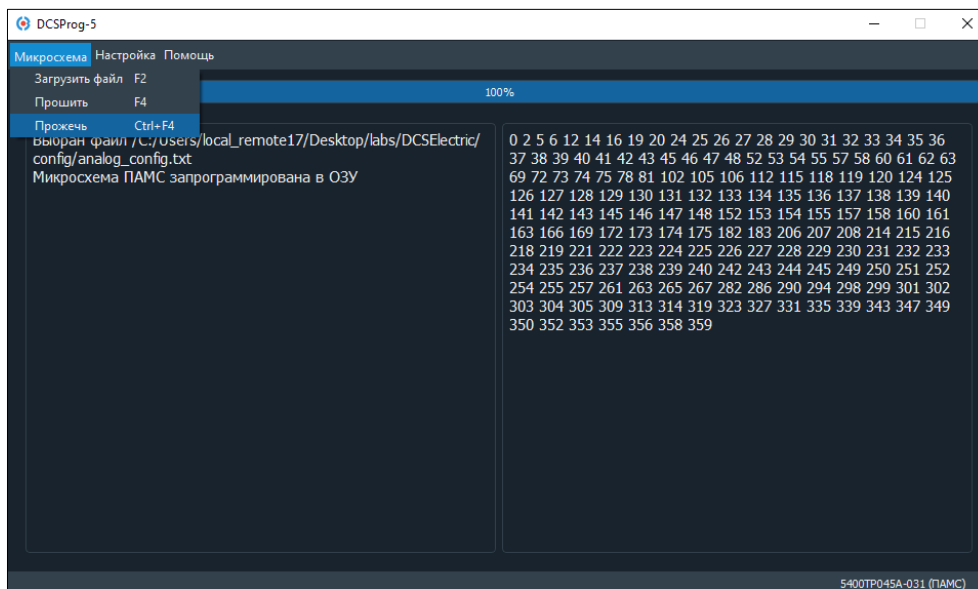 DCSProg-5
Микросхема Настройка Помощь
Загрузить файл F2
Прошить F4
Прожечь Ctrl+F4
100%
Выбран файл /C:/Users/local_remote17/Desktop/labs/DCSElectric/
config/analog_config.txt
Микросхема ПАМС запрограммирована в ОЗУ
0 2 5 6 12 14 16 19 20 24 25 26 27 28 29 30 31 32 33 34 35 36
37 38 39 40 41 42 43 45 46 47 48 52 53 54 55 57 58 60 61 62 63
69 72 73 74 75 78 81 102 105 106 112 115 118 119 120 124 125
126 127 128 129 130 131 132 133 134 135 136 137 138 139 140
141 142 143 145 146 147 148 152 153 154 155 157 158 160 161
163 166 169 172 173 174 175 182 183 206 207 208 214 215 216
218 219 221 222 223 224 225 226 227 228 229 230 231 232 233
234 235 236 237 238 239 240 242 243 244 245 249 250 251 252
254 255 257 261 263 265 267 282 286 290 294 298 299 301 302
303 304 305 309 313 314 319 323 327 331 335 339 343 347 349
350 352 353 355 356 358 359
5400ТР045А-031 (ПАМС)